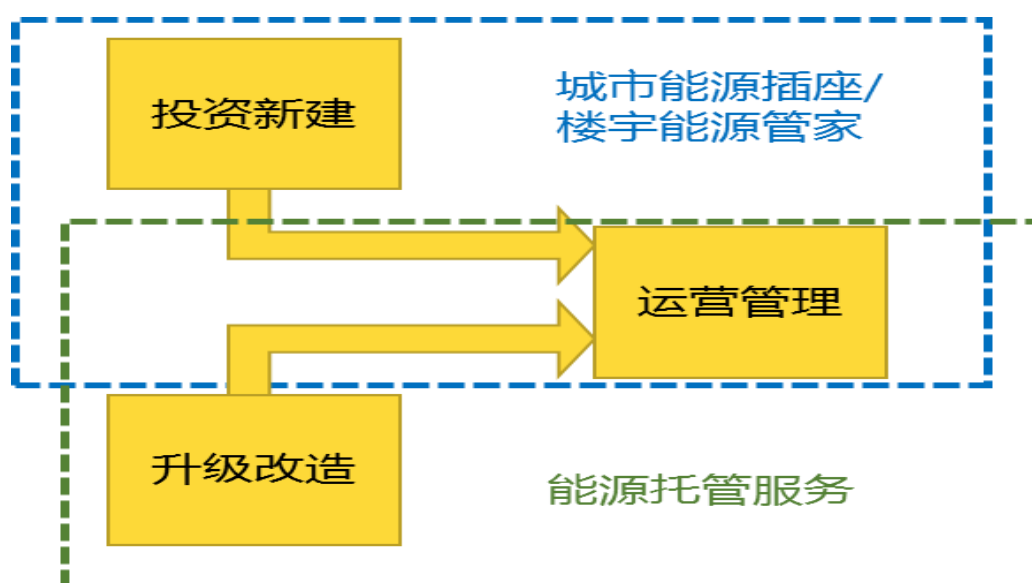 投资新建
城市能源插座/
楼宇能源管家
运营管理
升级改造
能源托管服务